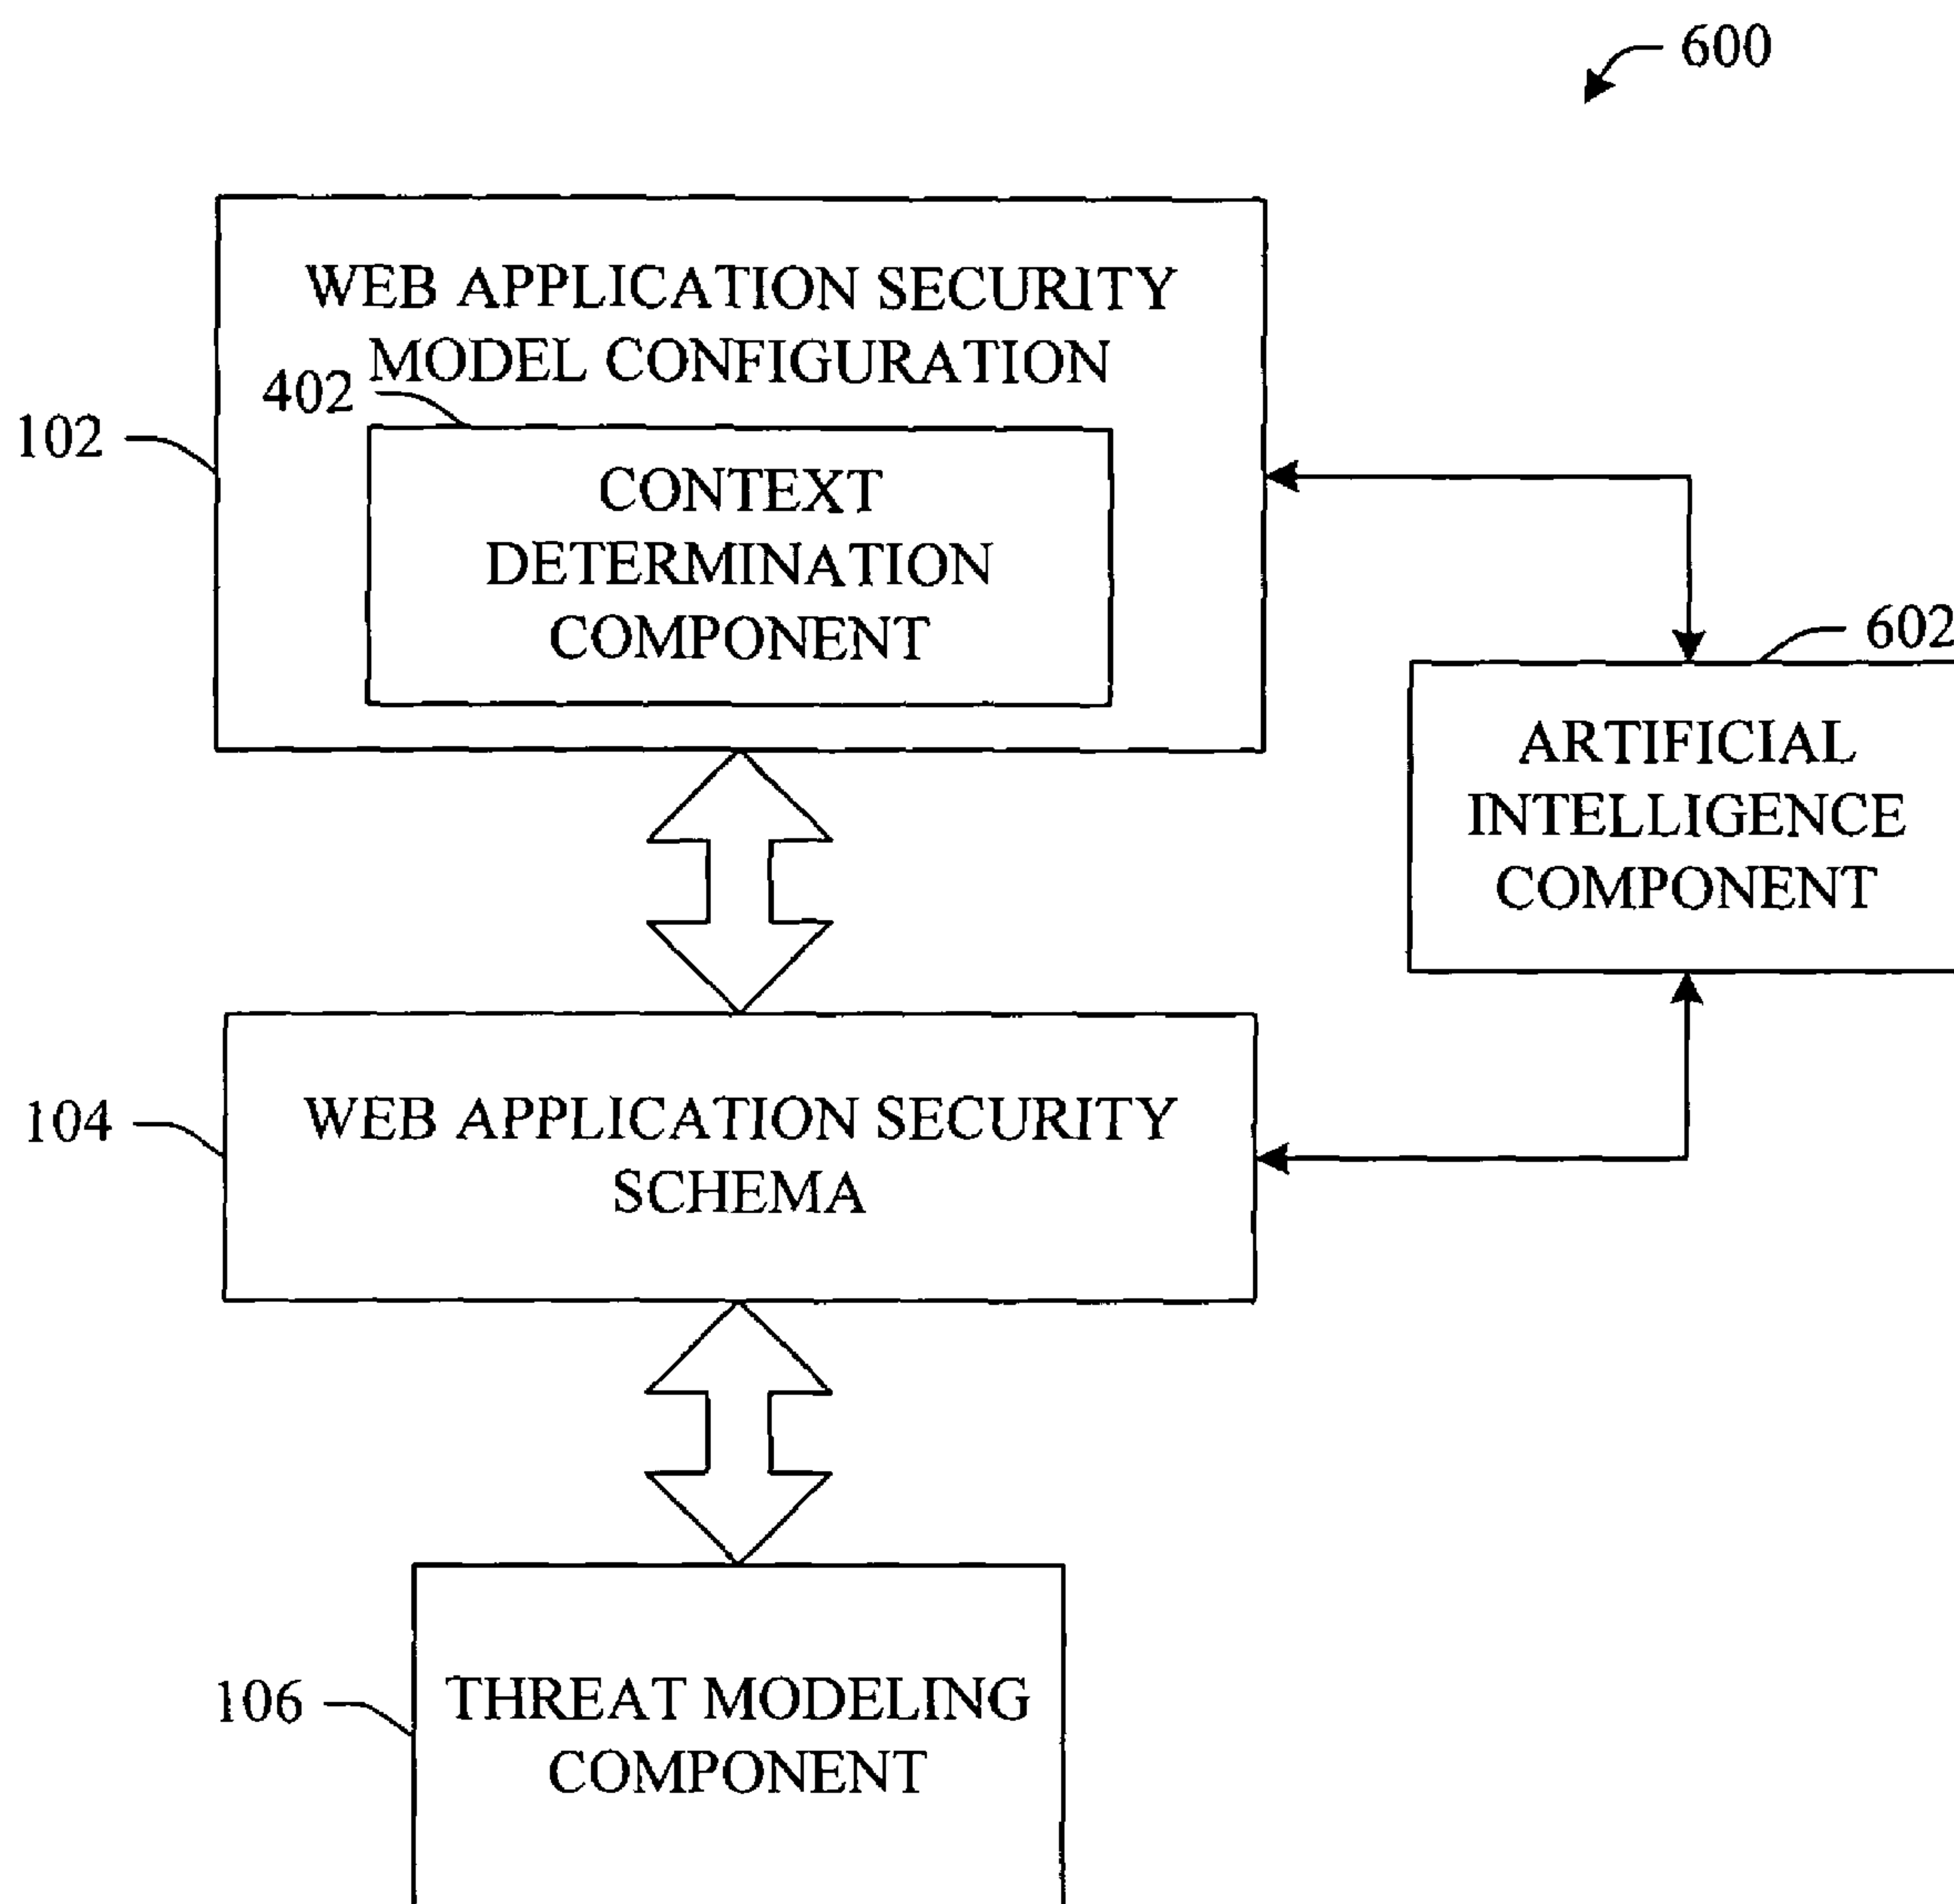 600
WEB APPLICATION SECURITY
MODEL CONFIGURATION
402
102
CONTEXT
DETERMINATION
COMPONENT
602
ARTIFICIAL
INTELLIGENCE
COMPONENT
104
WEB APPLICATION SECURITY
SCHEMA
106
THREAT MODELING
COMPONENT